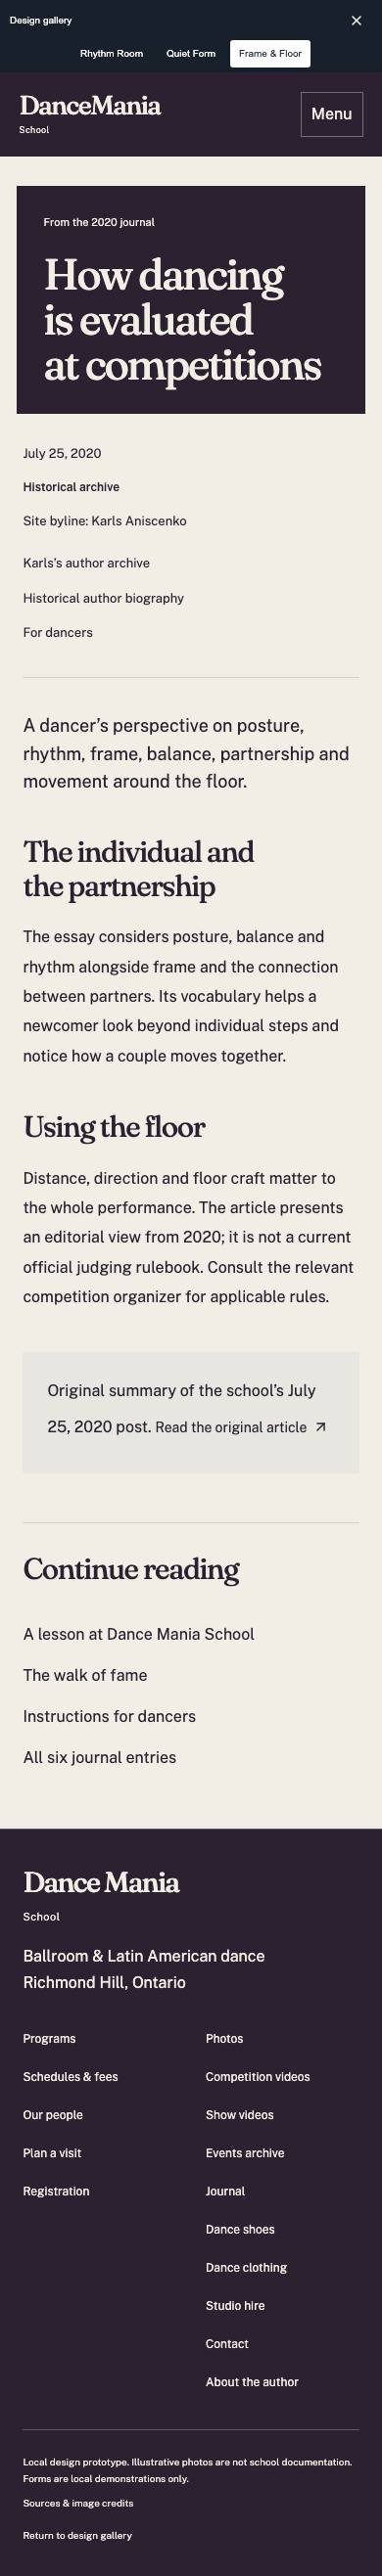 Design gallery
Rhythm Room Quiet Form Frame & Floor
DanceMania
School
Menu
From the 2020 journal
How dancing
is evaluated
at competitions
July 25, 2020
Historical archive
Site byline: Karls Aniscenko
Karls’s author archive
Historical author biography
For dancers
A dancer’s perspective on posture,
rhythm, frame, balance, partnership and
movement around the floor.
The individual and
the partnership
The essay considers posture, balance and
rhythm alongside frame and the connection
between partners. Its vocabulary helps a
newcomer look beyond individual steps and
notice how a couple moves together.
Using the floor
Distance, direction and floor craft matter to
the whole performance. The article presents
an editorial view from 2020; it is not a current
official judging rulebook. Consult the relevant
competition organizer for applicable rules.
Original summary of the school’s July
25, 2020 post. Read the original article
Continue reading
A lesson at Dance Mania School
The walk of fame
Instructions for dancers
All six journal entries
Dance Mania
School
Ballroom & Latin American dance
Richmond Hill, Ontario
Programs
Schedules & fees
Our people
Plan a visit
Registration
Photos
Competition videos
Show videos
Events archive
Journal
Dance shoes
Dance clothing
Studio hire
Contact
About the author
Local design prototype. Illustrative photos are not school documentation.
Forms are local demonstrations only.
Sources & image credits
Return to design gallery